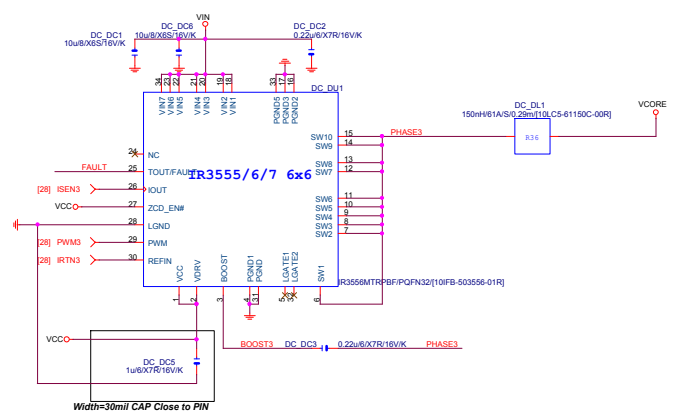 VIN
DC_DC1
10u/8/X6S/16V/K
DC_DC6
10u/8/X6S/16V/K
DC_DC2
0.22u/6/X7R/16V/K
34
23
22
21
20
19
18
33
17
16
VIN7
VIN6
VIN5
VIN4
VIN3
VIN2
VIN1
PGND5
PGND3
PGND2
DC_DU1
DC_DL1
150nH/61A/S/0.29m/[10LC5-61150C-00R]
VCORE
R36
24
NC
FAULT
25
TOUT/FAULT
IR3555/6/7 6x6
[28] ISEN3
26
IOUT
VCC
27
ZCD_EN#
28
LGND
[28] PWM3
29
PWM
[28] IRTN3
30
REFIN
SW10
15
PHASE3
SW9
14
SW8
13
SW7
12
SW6
11
SW5
10
SW4
9
SW3
8
SW2
7
VCC
VDRV
BOOST
PGND1
PGND
LGATE1
LGATE2
SW1
1
2
3
4
31
5
32
6
IR3556MTRPBF/PQFN32/[10IFB-503556-01R]
VCC
DC_DC5
1u/6/X7R/16V/K
BOOST3
DC_DC3
0.22u/6/X7R/16V/K
PHASE3
Width=30mil CAP Close to PIN